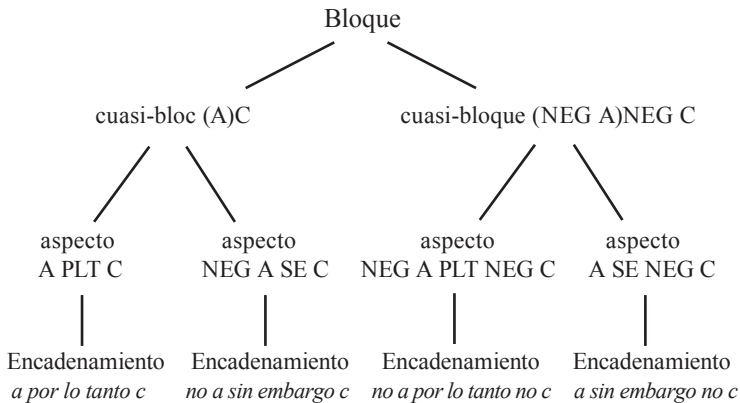 Bloque
cuasi-bloc (A)C cuasi-bloque (NEG A)NEG C
aspecto aspecto aspecto aspecto
A PLT C NEG A SE C NEG A PLT NEG C A SE NEG C
Encadenamiento Encadenamiento Encadenamiento Encadenamiento
a por lo tanto c no a sin embargo c no a por lo tanto no c a sin embargo no c